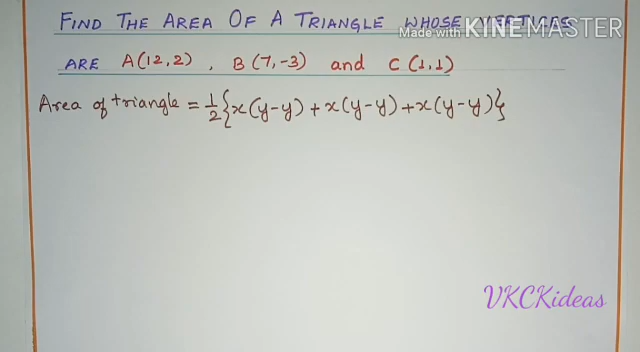 FIND THE AREA OF A TRIANGLE WHOSE VERTICES
Made with KINEMASTER
ARE A(12,2), B(7,-3) and C(1,1)
Area of triangle = 1/2{x(y-y) + x(y-y) + x(y-y)}
VKCKideas